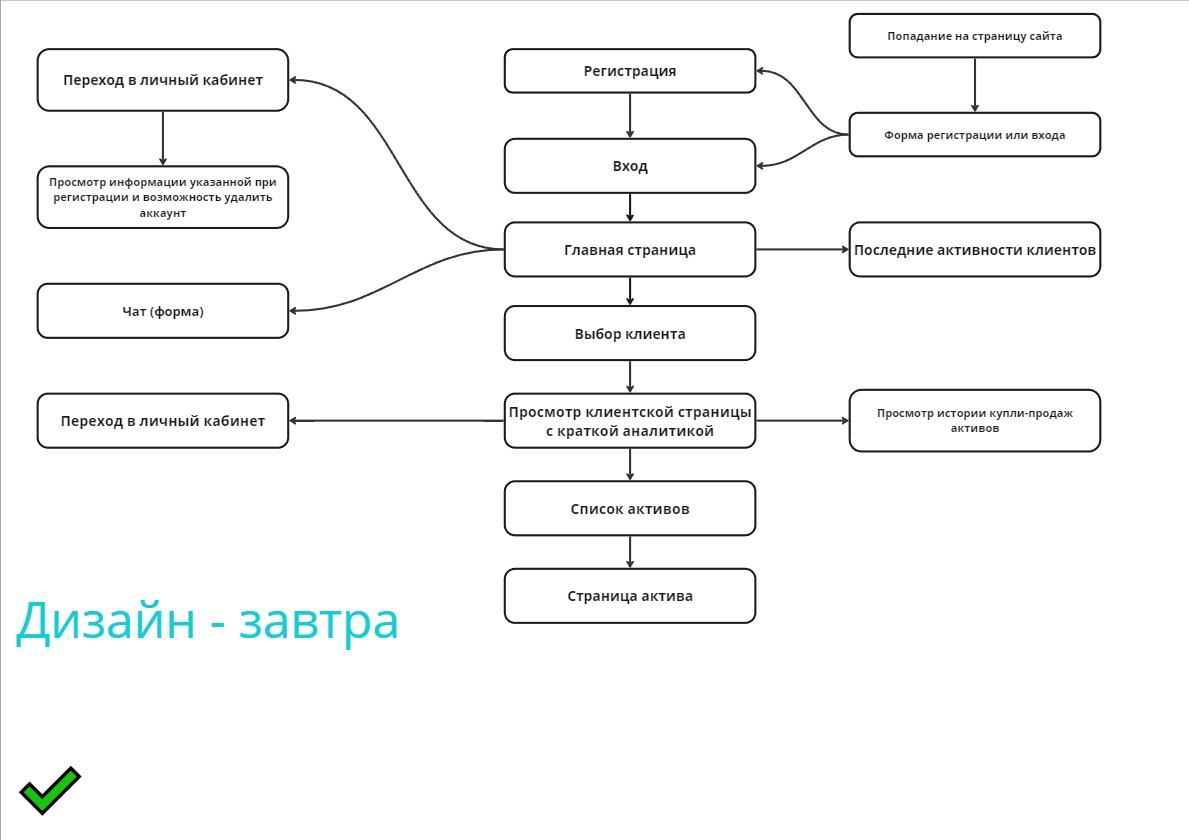 Попадание на страницу сайта
Переход в личный кабинет
Регистрация
Форма регистрации или входа
Вход
Просмотр информации указанной при
регистрации и возможность удалить
аккаунт
Главная страница
Последние активности клиентов
Чат (форма)
Выбор клиента
Переход в личный кабинет
Просмотр клиентской страницы
с краткой аналитикой
Просмотр истории купли-продаж
активов
Список активов
Страница актива
Дизайн - завтра